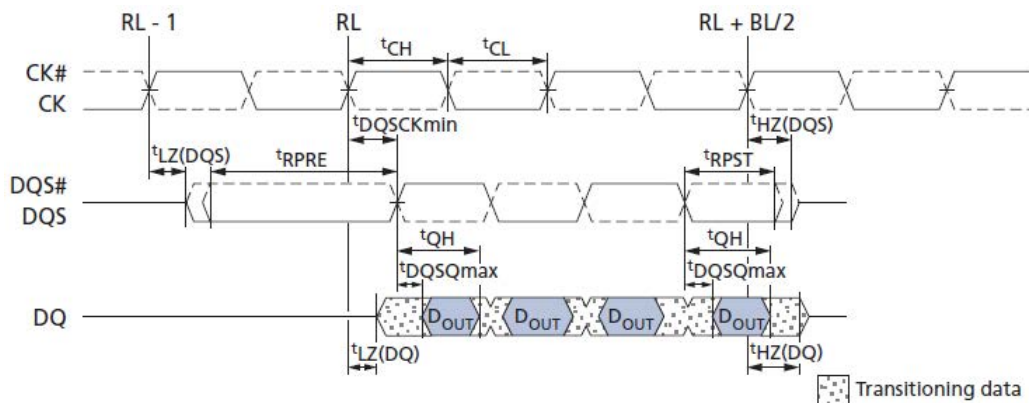 RL - 1 RL RL + BL/2
tCH tCL
CK#
CK
tDQSCKmin tHZ(DQS)
tLZ(DQS) tRPRE tRPST
DQS#
DQS
tQH tQH
tDQSQmax tDQSQmax
DQ DOUT DOUT DOUT DOUT
tLZ(DQ) tHZ(DQ)
Transitioning data